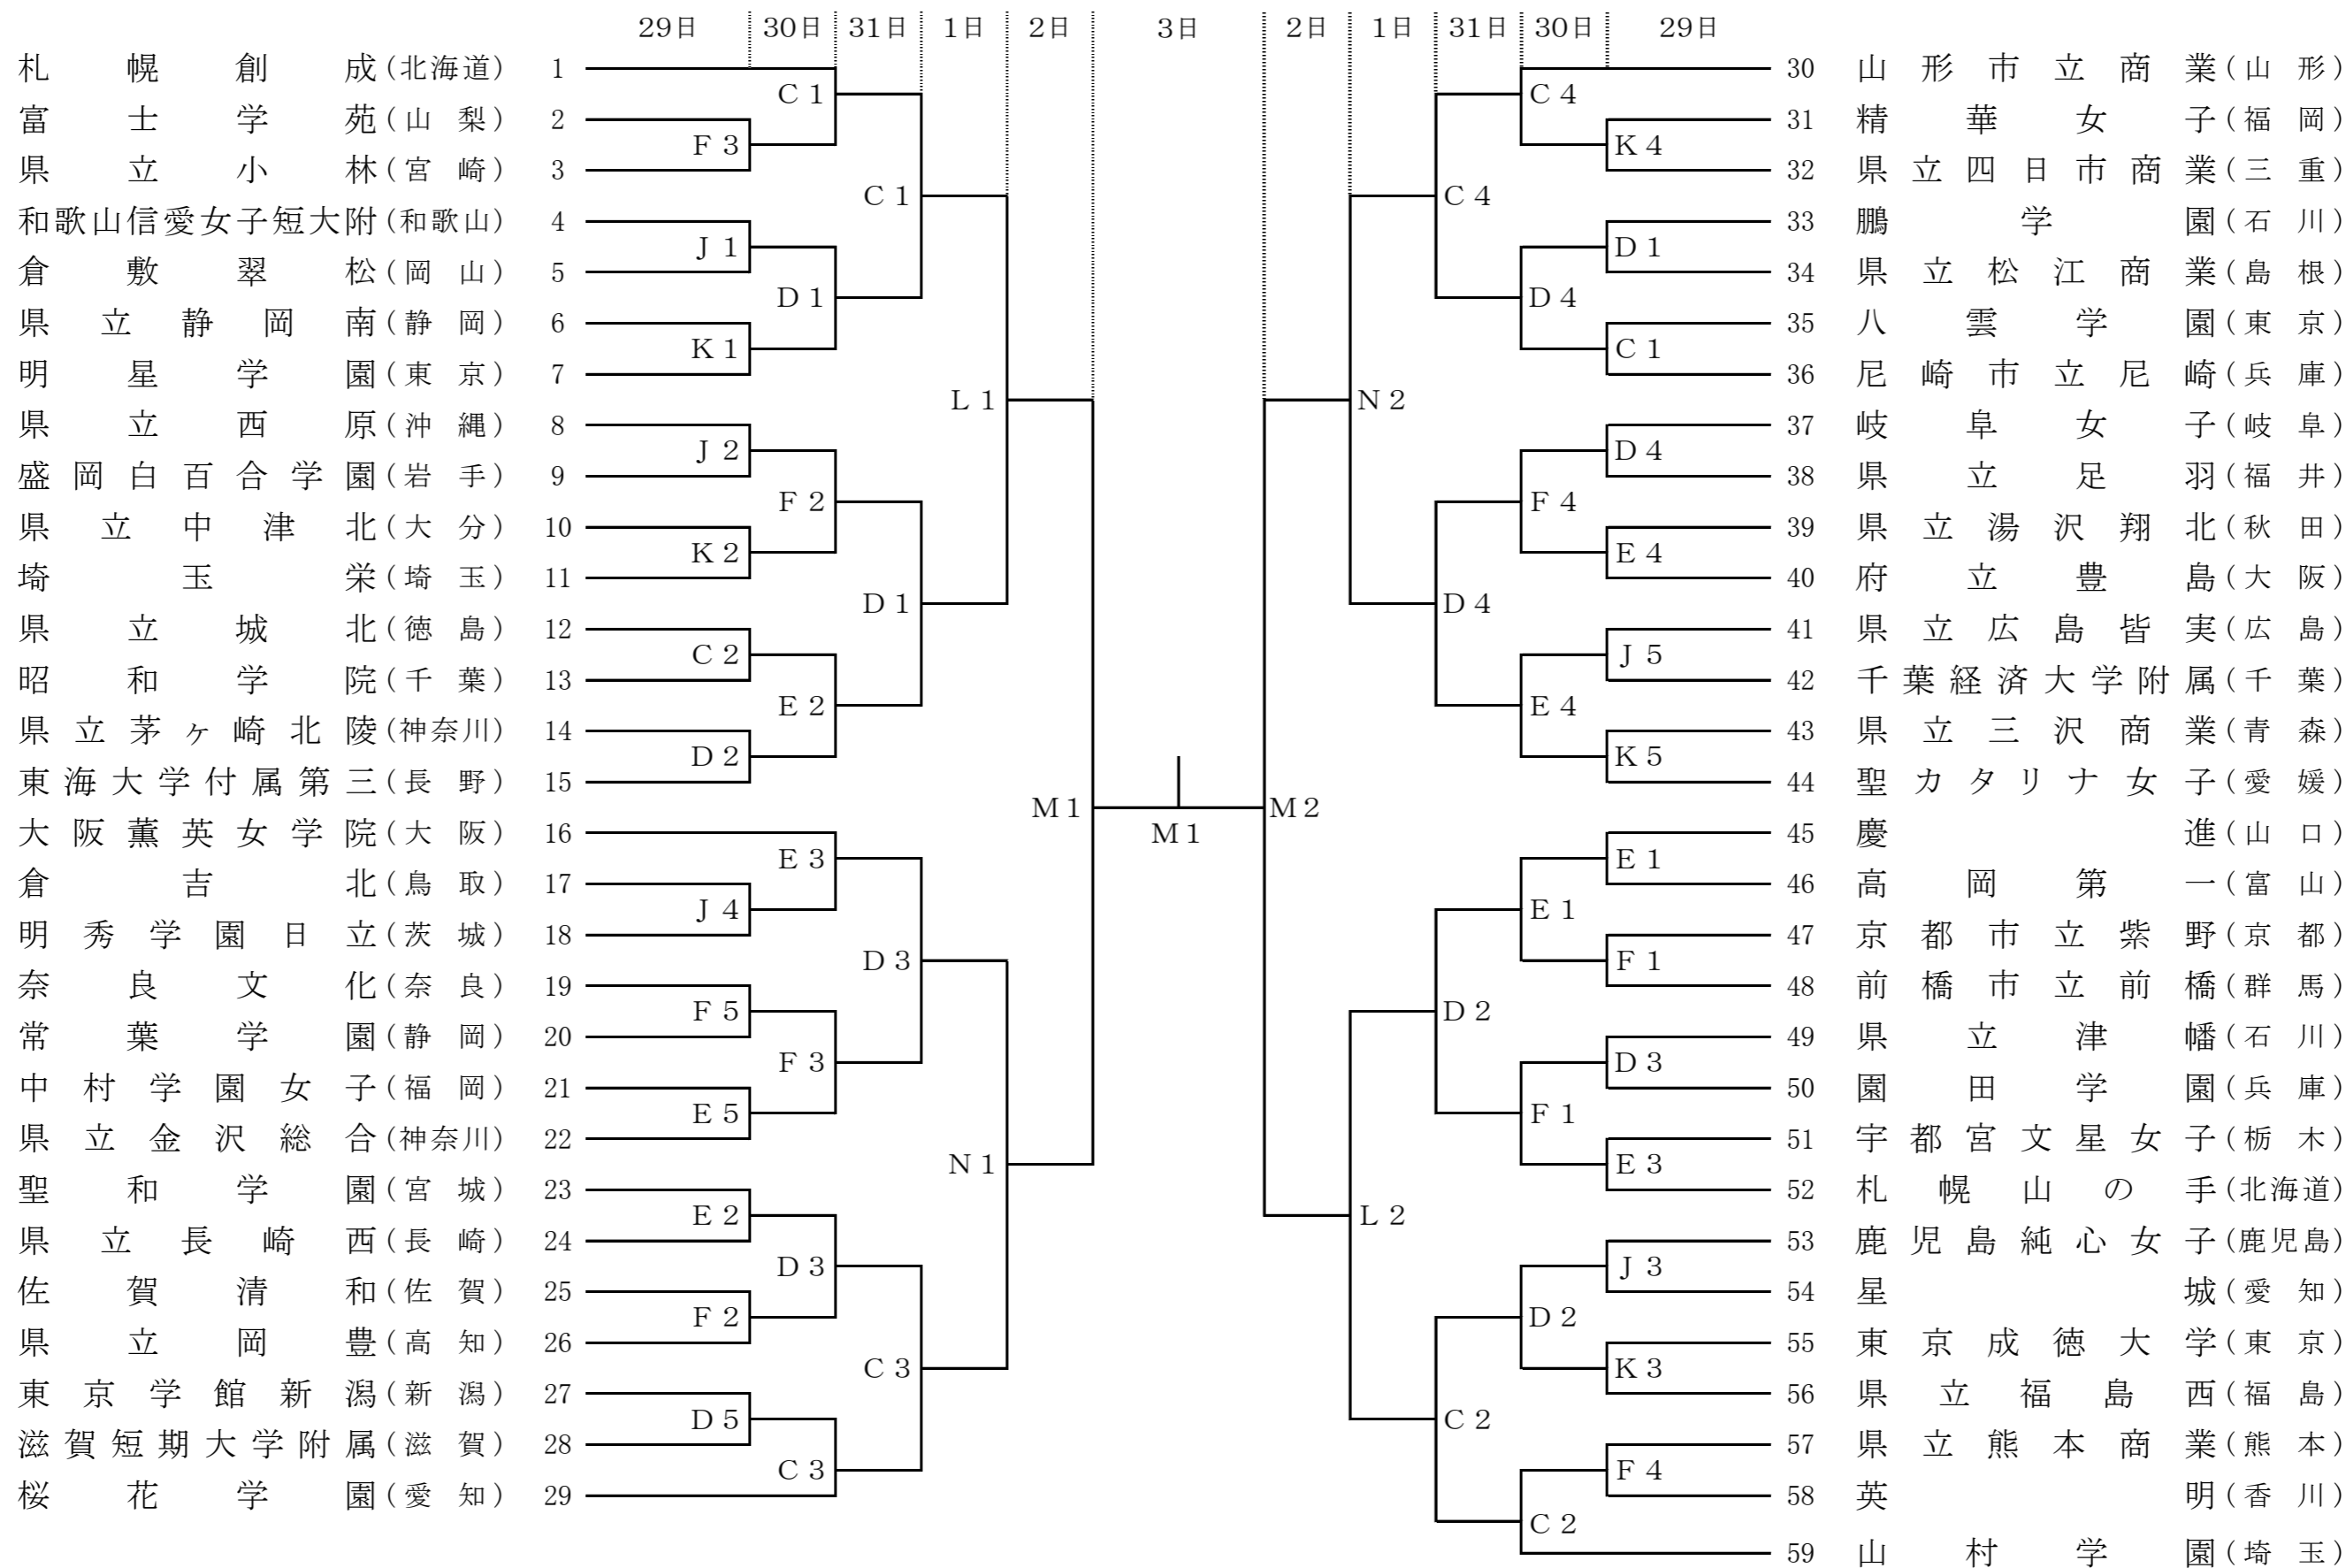 29日 30日 31日 1日 2日 3日 2日 1日 31日 30日 29日
札幌創成(北海道) 1
C1
富士学苑(山梨) 2
F3
県立小林(宮崎) 3
C1
和歌山信愛女子短大附(和歌山) 4
J1
倉敷翠松(岡山) 5
D1
県立静岡南(静岡) 6
K1
明星学園(東京) 7
L1
県立西原(沖縄) 8
J2
盛岡白百合学園(岩手) 9
F2
県立中津北(大分) 10
K2
埼玉栄(埼玉) 11
D1
県立城北(徳島) 12
C2
昭和学院(千葉) 13
E2
県立茅ヶ崎北陵(神奈川) 14
D2
東海大学付属第三(長野) 15
M1
大阪薫英女学院(大阪) 16
E3
倉吉北(鳥取) 17
J4
明秀学園日立(茨城) 18
D3
奈良文化(奈良) 19
F5
常葉学園(静岡) 20
F3
中村学園女子(福岡) 21
E5
県立金沢総合(神奈川) 22
N1
聖和学園(宮城) 23
E2
県立長崎西(長崎) 24
D3
佐賀清和(佐賀) 25
F2
県立岡豊(高知) 26
C3
東京学館新潟(新潟) 27
D5
滋賀短期大学附属(滋賀) 28
C3
桜花学園(愛知) 29
M1
30 山形市立商業(山形)
C4
31 精華女子(福岡)
K4
32 県立四日市商業(三重)
C4
33 鵬学園(石川)
D1
34 県立松江商業(島根)
D4
35 八雲学園(東京)
C1
36 尼崎市立尼崎(兵庫)
N2
37 岐阜女子(岐阜)
D4
38 県立足羽(福井)
F4
39 県立湯沢翔北(秋田)
E4
40 府立豊島(大阪)
D4
41 県立広島皆実(広島)
J5
42 千葉経済大学附属(千葉)
E4
43 県立三沢商業(青森)
K5
44 聖カタリナ女子(愛媛)
M2
45 慶進(山口)
E1
46 高岡第一(富山)
E1
47 京都市立紫野(京都)
F1
48 前橋市立前橋(群馬)
D2
49 県立津幡(石川)
D3
50 園田学園(兵庫)
F1
51 宇都宮文星女子(栃木)
E3
52 札幌山の手(北海道)
L2
53 鹿児島純心女子(鹿児島)
J3
54 星城(愛知)
D2
55 東京成徳大学(東京)
K3
56 県立福島西(福島)
C2
57 県立熊本商業(熊本)
F4
58 英明(香川)
C2
59 山村学園(埼玉)